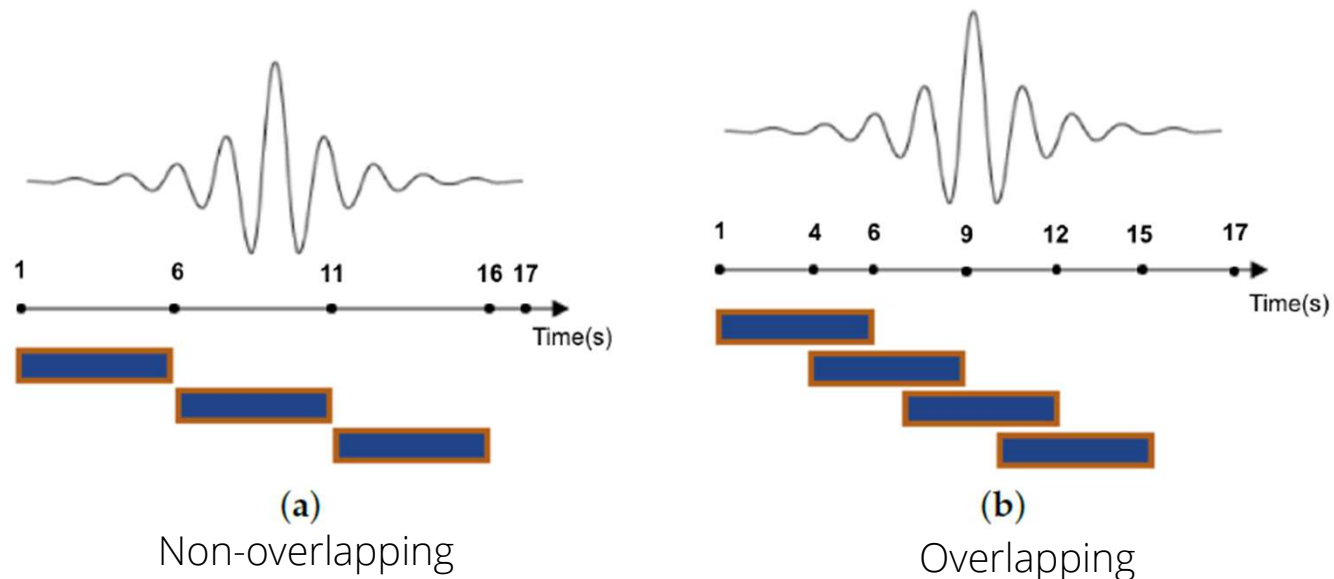 1 6 11 16 17
Time(s)
(a)
Non-overlapping
1 4 6 9 12 15 17
Time(s)
(b)
Overlapping